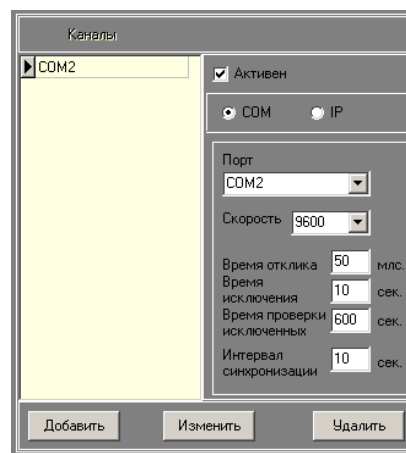 Каналы
COM2
Активен
COM
IP
Порт
COM2
Скорость 9600
Время отклика 50 млс.
Время
исключения 10 сек.
Время проверки
исключенных 600 сек.
Интервал
синхронизации 10 сек.
Добавить Изменить Удалить